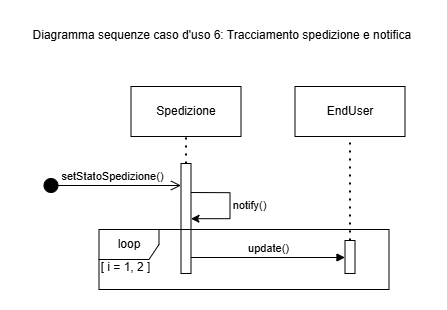 Diagramma sequenze caso d'uso 6: Tracciamento spedizione e notifica
Spedizione
EndUser
setStatoSpedizione()
notify()
loop
update()
[ i = 1, 2 ]